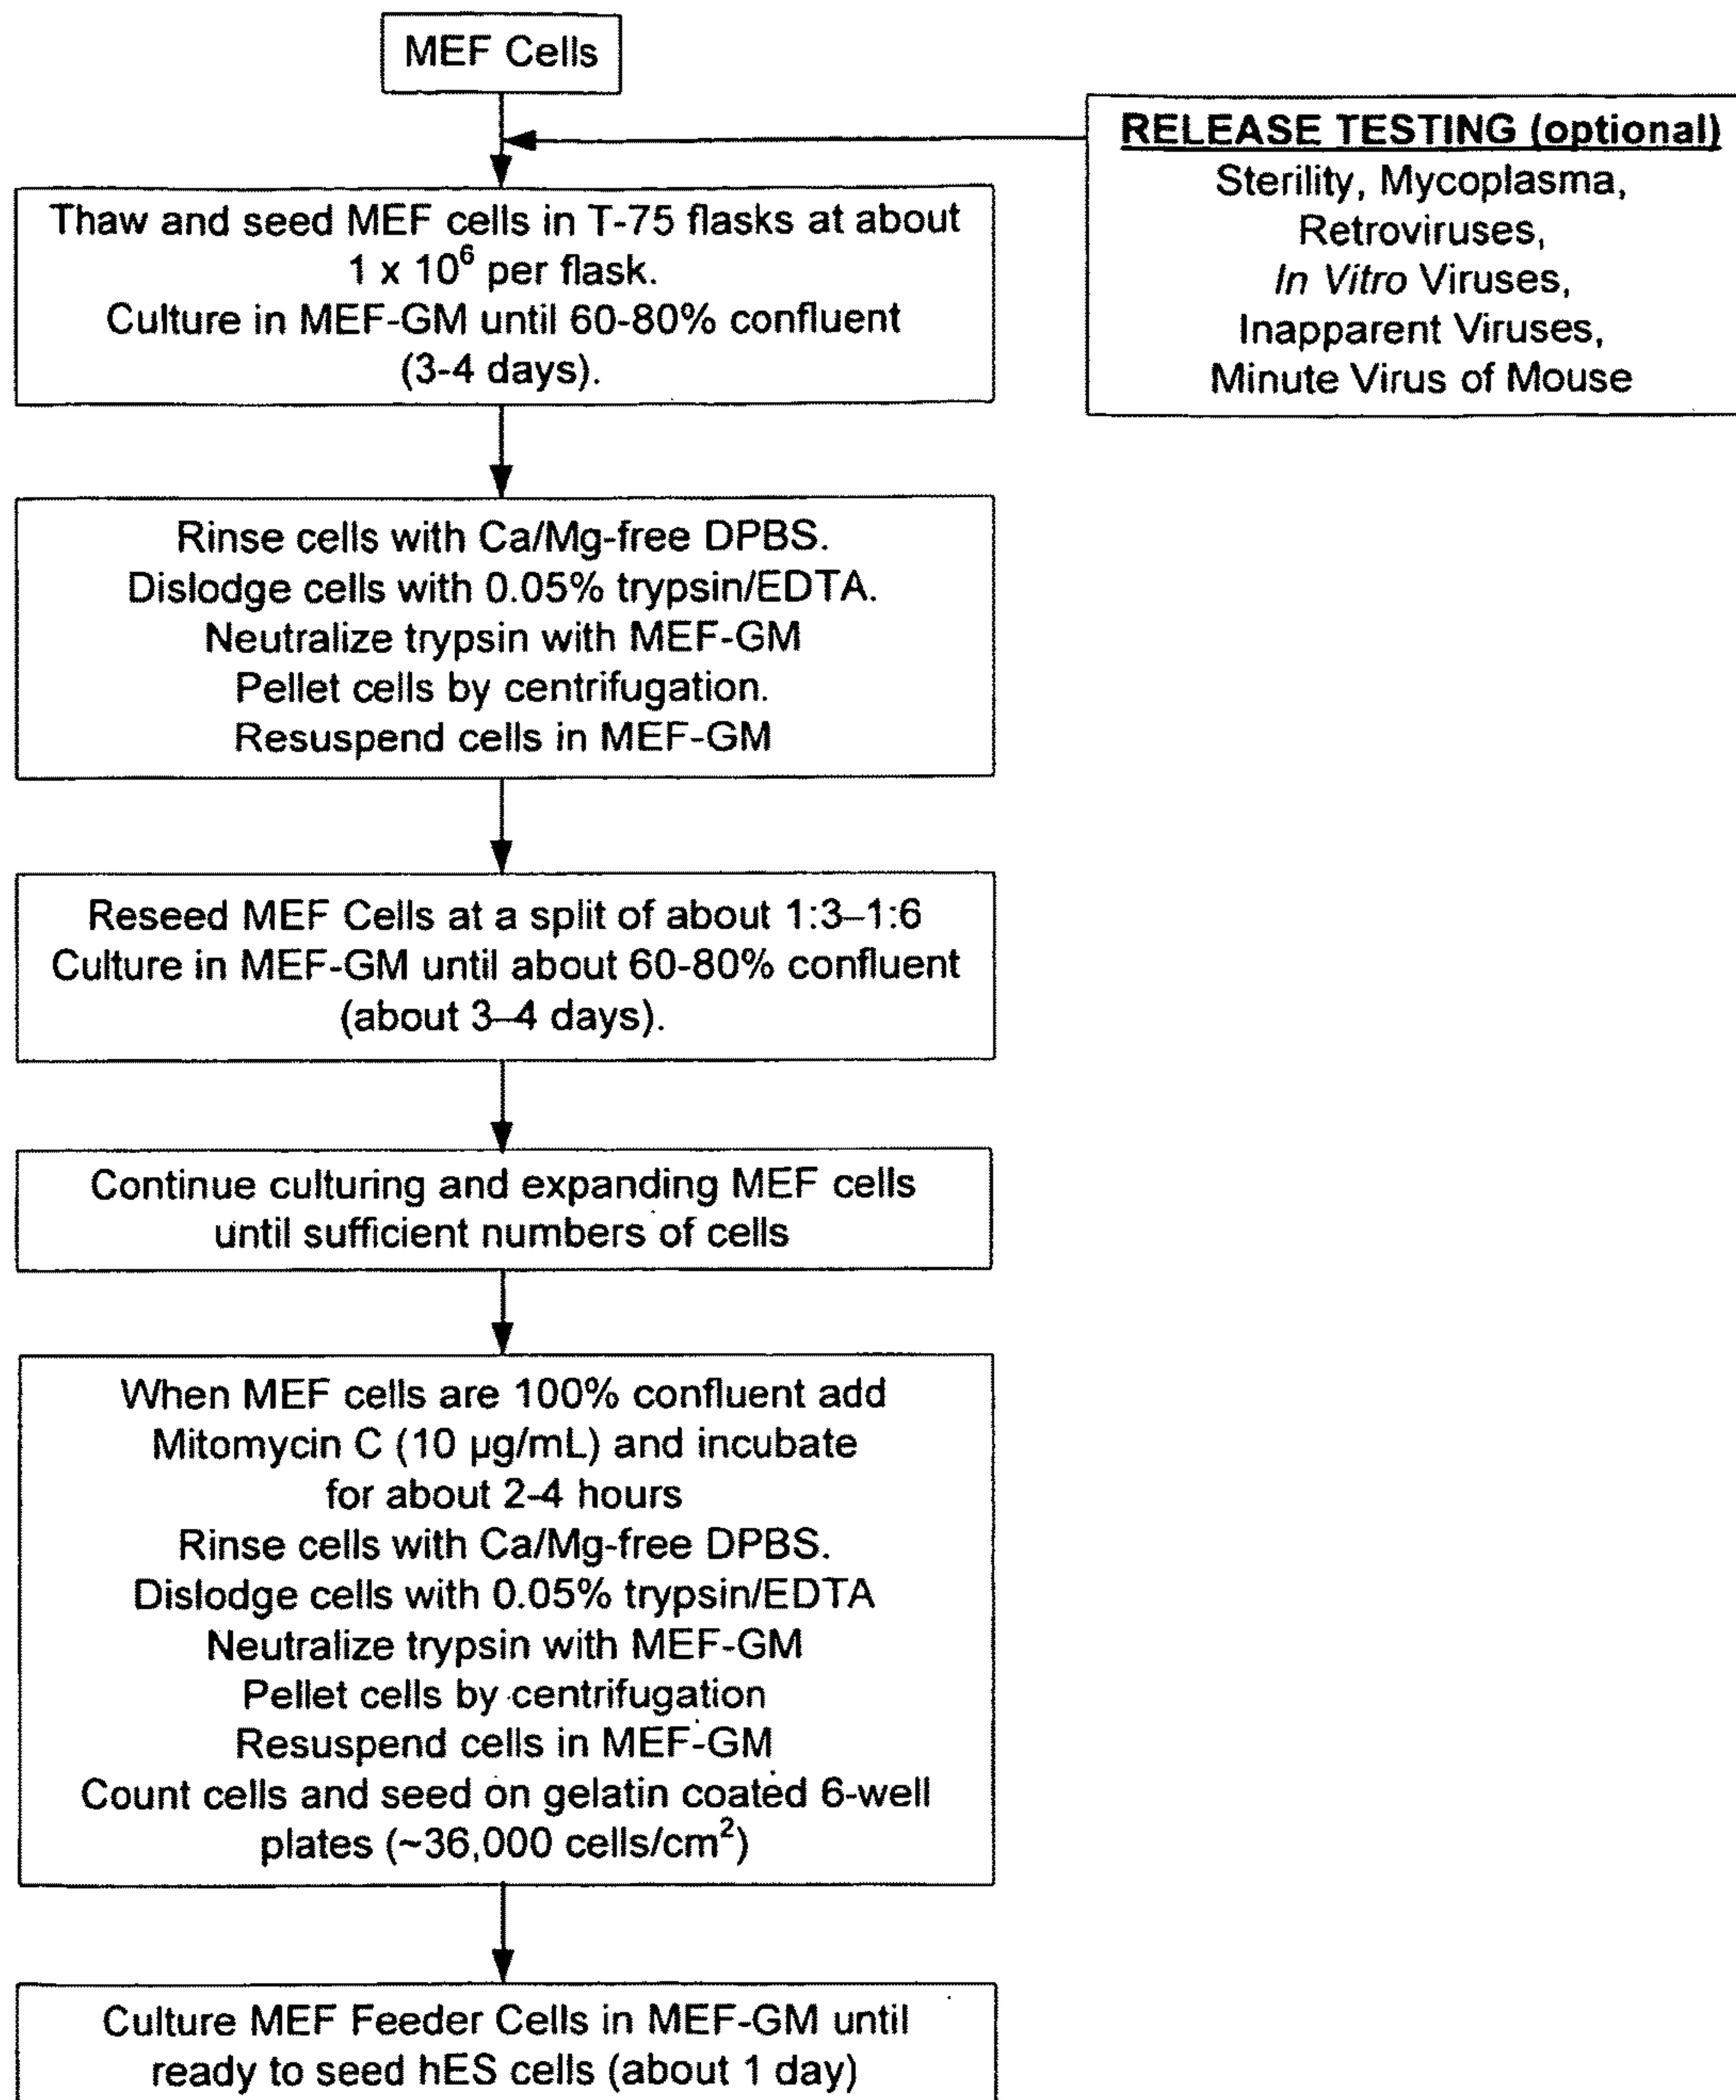 MEF Cells
RELEASE TESTING (optional)
Sterility, Mycoplasma,
Retroviruses,
In Vitro Viruses,
Inapparent Viruses,
Minute Virus of Mouse
Thaw and seed MEF cells in T-75 flasks at about
1 x 10⁶ per flask.
Culture in MEF-GM until 60-80% confluent
(3-4 days).
Rinse cells with Ca/Mg-free DPBS.
Dislodge cells with 0.05% trypsin/EDTA.
Neutralize trypsin with MEF-GM
Pellet cells by centrifugation.
Resuspend cells in MEF-GM
Reseed MEF Cells at a split of about 1:3–1:6
Culture in MEF-GM until about 60-80% confluent
(about 3–4 days).
Continue culturing and expanding MEF cells
until sufficient numbers of cells
When MEF cells are 100% confluent add
Mitomycin C (10 µg/mL) and incubate
for about 2-4 hours
Rinse cells with Ca/Mg-free DPBS.
Dislodge cells with 0.05% trypsin/EDTA
Neutralize trypsin with MEF-GM
Pellet cells by centrifugation
Resuspend cells in MEF-GM
Count cells and seed on gelatin coated 6-well
plates (~36,000 cells/cm²)
Culture MEF Feeder Cells in MEF-GM until
ready to seed hES cells (about 1 day)